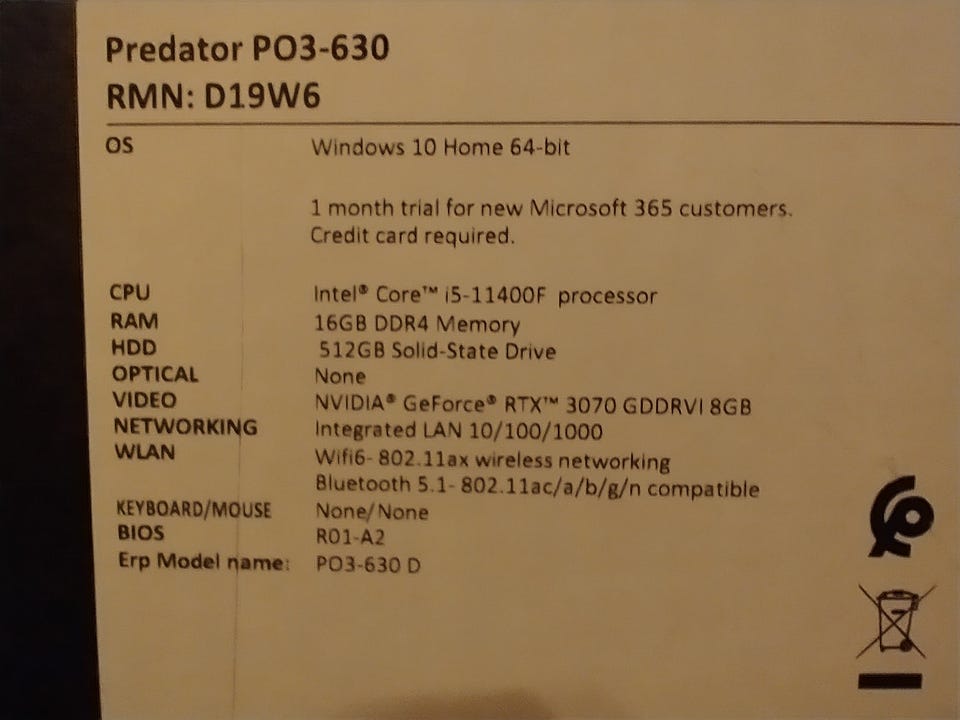 Predator PO3-630
RMN: D19W6
OS Windows 10 Home 64-bit
1 month trial for new Microsoft 365 customers.
Credit card required.
CPU Intel® Core™ i5-11400F processor
RAM 16GB DDR4 Memory
HDD 512GB Solid-State Drive
OPTICAL None
VIDEO NVIDIA® GeForce® RTX™ 3070 GDDRVI 8GB
NETWORKING Integrated LAN 10/100/1000
WLAN Wifi6- 802.11ax wireless networking
Bluetooth 5.1- 802.11ac/a/b/g/n compatible
KEYBOARD/MOUSE None/None
BIOS R01-A2
Erp Model name: PO3-630 D